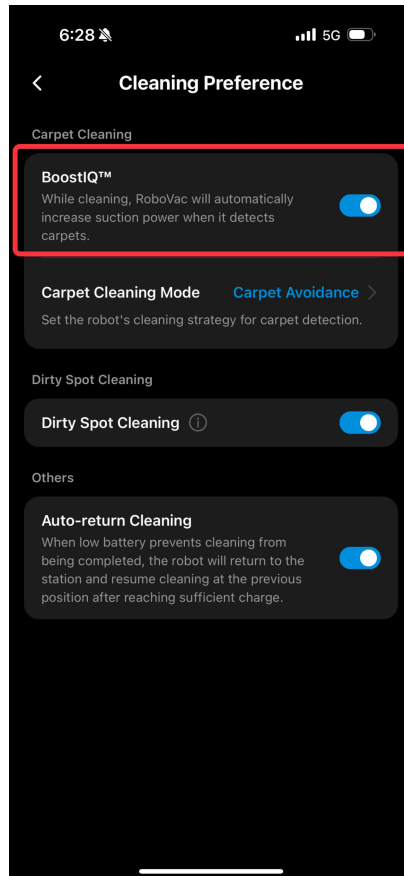 6:28 5G
Cleaning Preference
Carpet Cleaning
BoostIQ™
While cleaning, RoboVac will automatically
increase suction power when it detects
carpets.
Carpet Cleaning Mode Carpet Avoidance
Set the robot's cleaning strategy for carpet detection.
Dirty Spot Cleaning
Dirty Spot Cleaning
Others
Auto-return Cleaning
When low battery prevents cleaning from
being completed, the robot will return to the
station and resume cleaning at the previous
position after reaching sufficient charge.